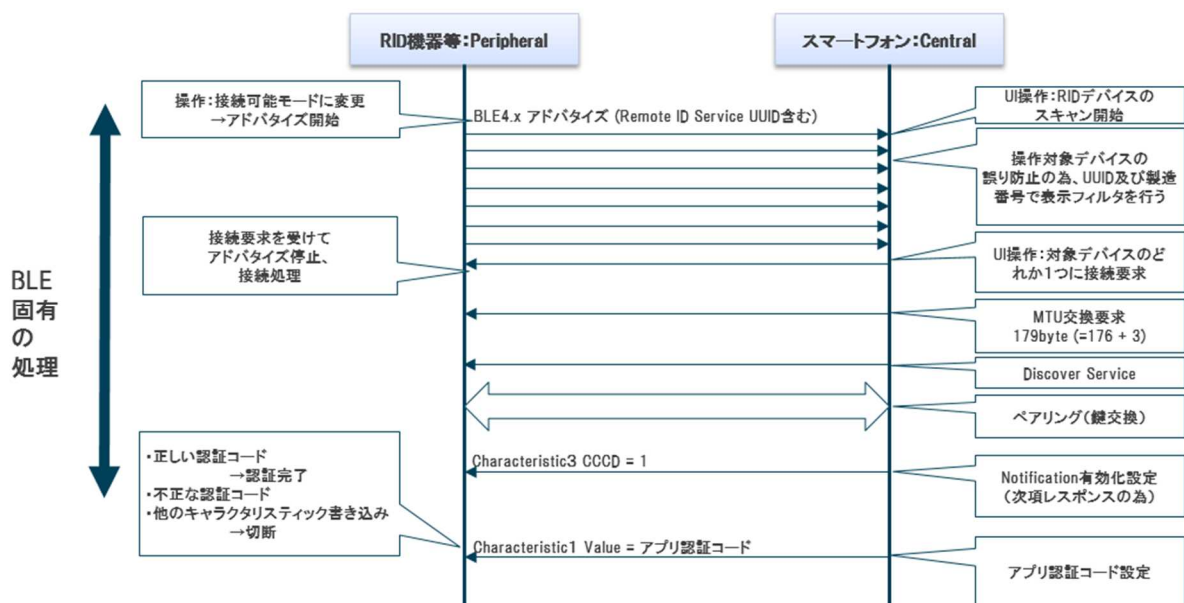 RID機器等:Peripheral
スマートフォン:Central
操作:接続可能モードに変更
→アドバタイズ開始
BLE4.x アドバタイズ (Remote ID Service UUID含む)
UI操作:RIDデバイスの
スキャン開始
操作対象デバイスの
誤り防止の為、UUID及び製造
番号で表示フィルタを行う
接続要求を受けて
アドバタイズ停止、
接続処理
UI操作:対象デバイスのど
れか1つに接続要求
BLE
固有
の
処理
MTU交換要求
179byte (=176 + 3)
Discover Service
ペアリング(鍵交換)
・正しい認証コード
→認証完了
・不正な認証コード
・他のキャラクタリスティック書き込み
→切断
Characteristic3 CCCD = 1
Notification有効化設定
(次項レスポンスの為)
Characteristic1 Value = アプリ認証コード
アプリ認証コード設定